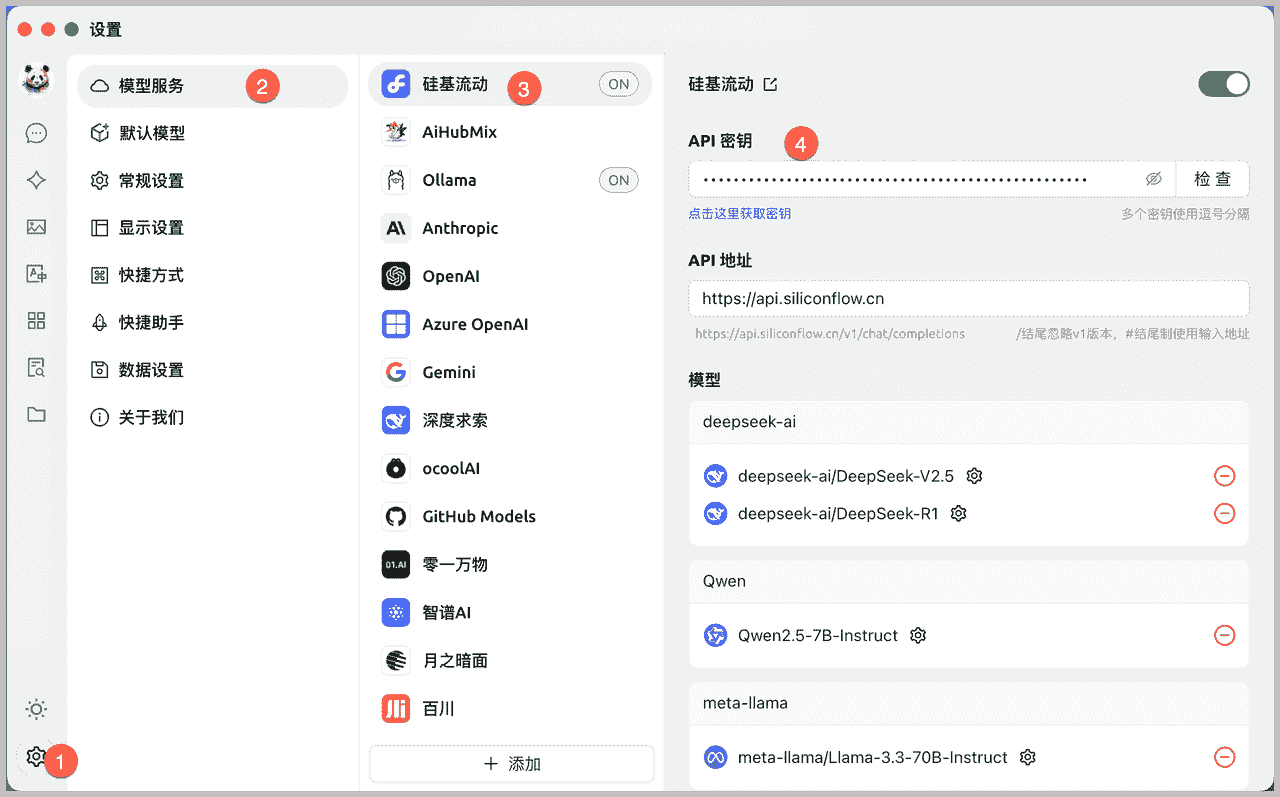 设置
模型服务
2
默认模型
常规设置
显示设置
快捷方式
快捷助手
数据设置
关于我们
1
硅基流动
3
ON
AiHubMix
Ollama
ON
Anthropic
OpenAI
Azure OpenAI
Gemini
深度求索
ocoolAI
GitHub Models
01.AI
零一万物
智谱AI
月之暗面
百川
添加
硅基流动
API 密钥
4
检 查
点击这里获取密钥
多个密钥使用逗号分隔
API 地址
https://api.siliconflow.cn
https://api.siliconflow.cn/v1/chat/completions
/结尾忽略v1版本，#结尾制使用输入地址
模型
deepseek-ai
deepseek-ai/DeepSeek-V2.5
deepseek-ai/DeepSeek-R1
Qwen
Qwen2.5-7B-Instruct
meta-llama
meta-llama/Llama-3.3-70B-Instruct